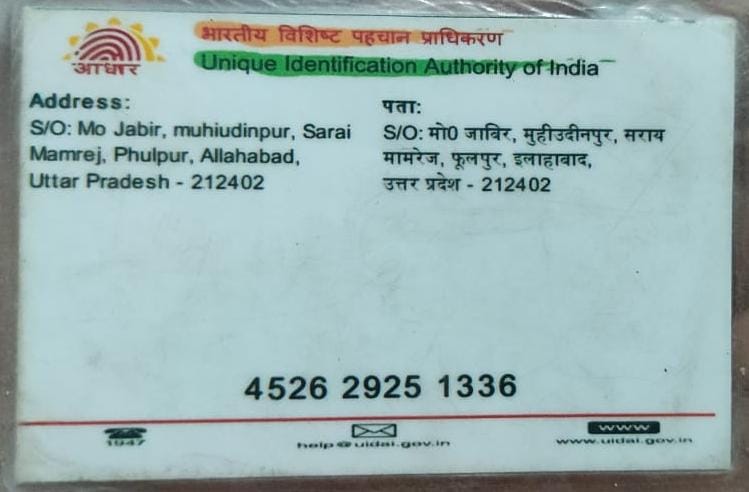 आधार
भारतीय विशिष्ट पहचान प्राधिकरण
Unique Identification Authority of India
Address:
S/O: Mo Jabir, muhiudinpur, Sarai
Mamrej, Phulpur, Allahabad,
Uttar Pradesh - 212402
पता:
S/O: मो0 जाबिर, मुहीउदीनपुर, सराय
मामरेज, फूलपुर, इलाहाबाद,
उत्तर प्रदेश - 212402
4526 2925 1336
1947
help@uidai.gov.in
www
www.uidai.gov.in